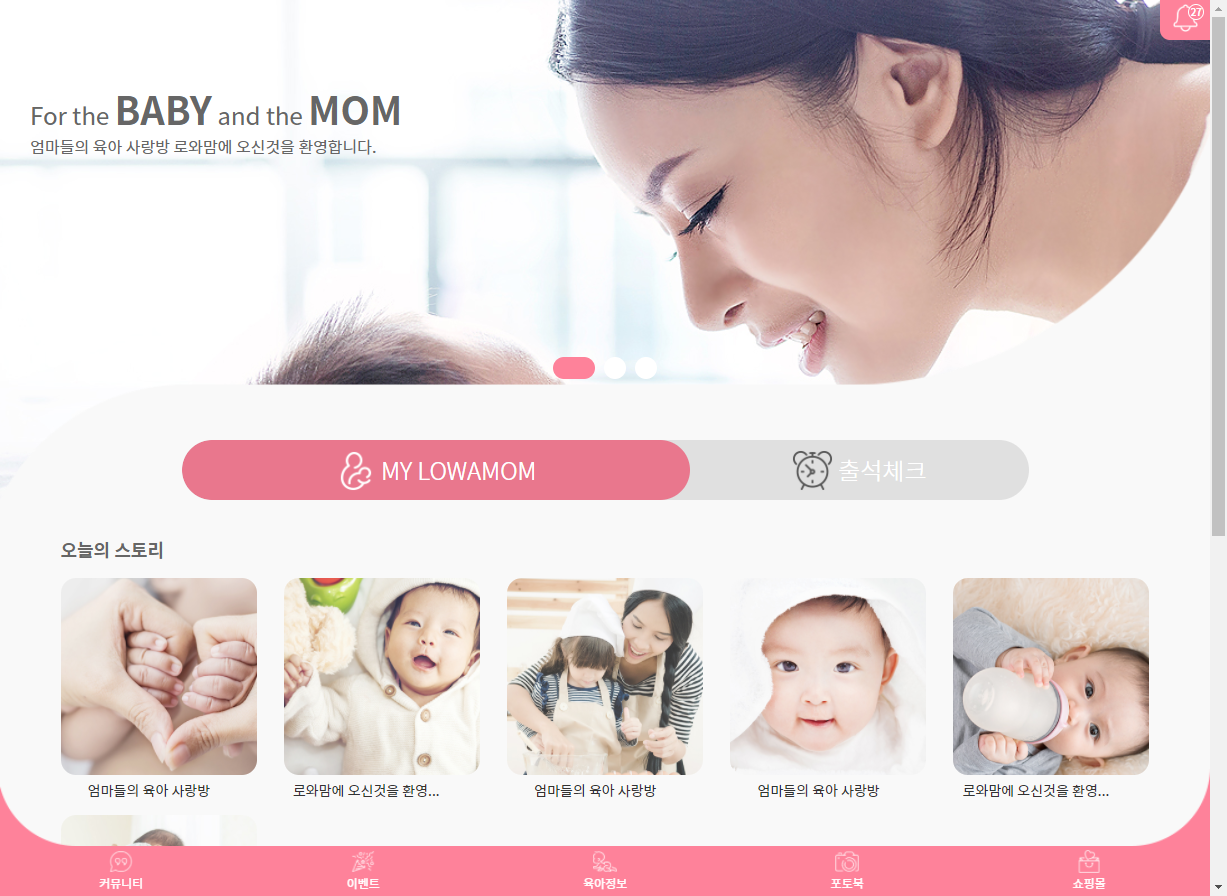 27
For the BABY and the MOM
엄마들의 육아 사랑방 로와맘에 오신것을 환영합니다.
MY LOWAMOM
출석체크
오늘의 스토리
엄마들의 육아 사랑방
로와맘에 오신것을 환영...
엄마들의 육아 사랑방
엄마들의 육아 사랑방
로와맘에 오신것을 환영...
커뮤니티
이벤트
육아정보
포토북
쇼핑몰